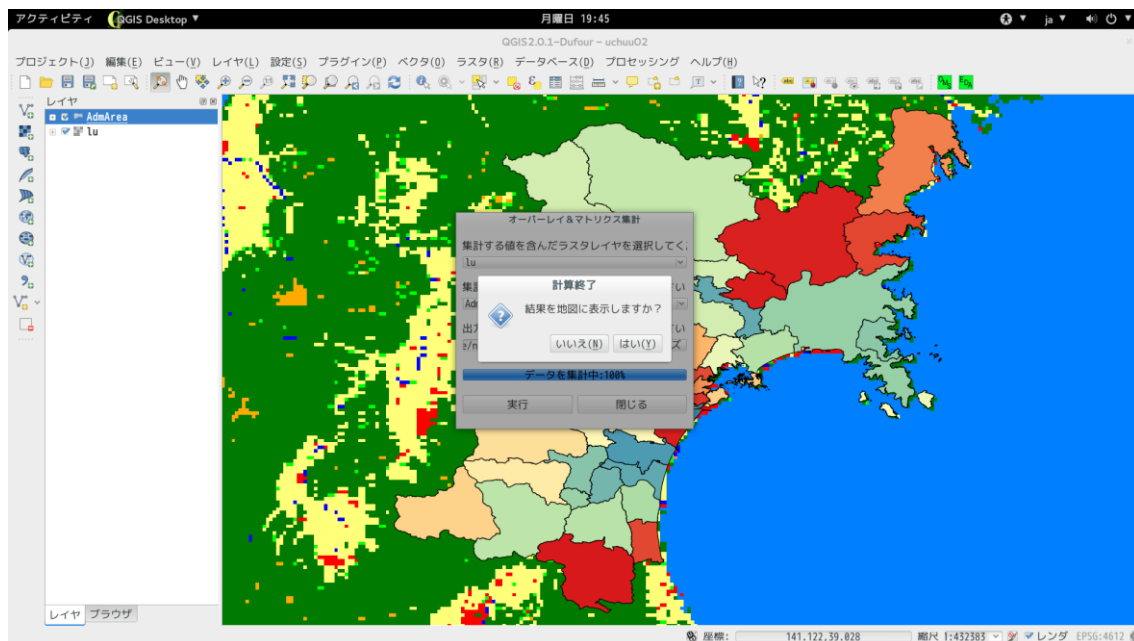 アクティビティ QGIS Desktop 月曜日 19:45 ja
QGIS2.0.1-Dufour - uchuu02
プロジェクト(J) 編集(E) ビュー(V) レイヤ(L) 設定(S) プラグイン(P) ベクタ(O) ラスタ(R) データベース(D) プロセッシング ヘルプ(H)
レイヤ
AdmArea
lu
オーバーレイ&マトリクス集計
集計する値を含んだラスタレイヤを選択してく
lu
計算終了
結果を地図に表示しますか?
いいえ(N) はい(Y)
データを集計中:100%
実行 閉じる
レイヤ ブラウザ
座標: 141.122,39.028 縮尺 1:432383 レンダ EPSG:4612